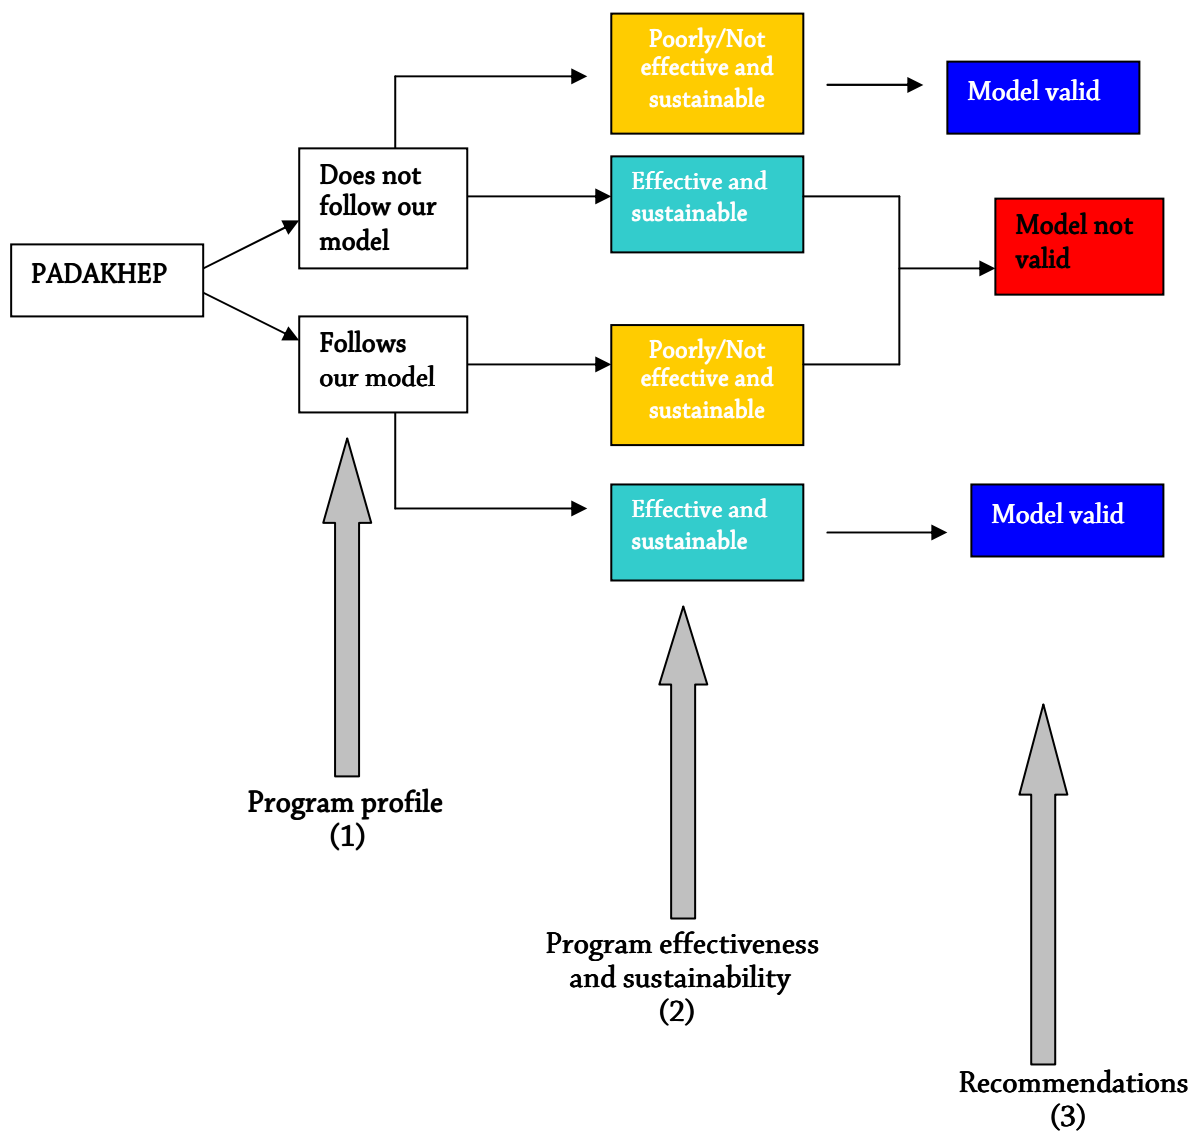 Poorly/Not
effective and
sustainable
Model valid
Does not
follow our
model
Effective and
sustainable
Model not
valid
PADAKHEP
Follows
our model
Poorly/Not
effective and
sustainable
Effective and
sustainable
Model valid
Program profile
(1)
Program effectiveness
and sustainability
(2)
Recommendations
(3)